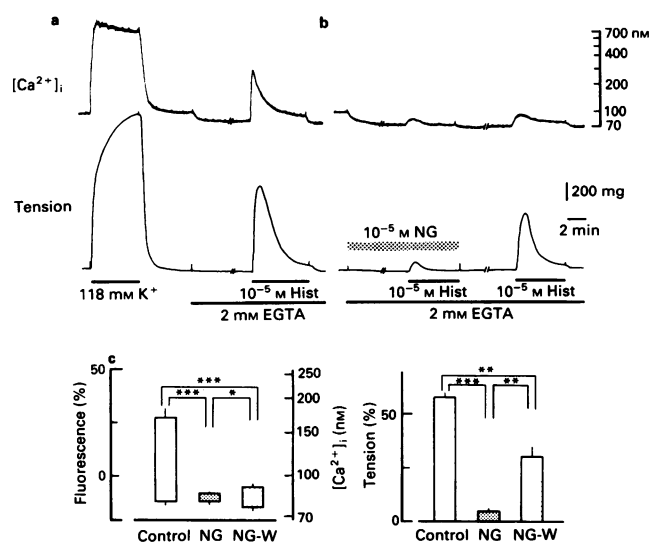 a
b
[Ca²⁺]ᵢ
700 nM
400
200
100
70
Tension
200 mg
2 min
10⁻⁵ M NG
118 mM K⁺
10⁻⁵ M Hist
2 mM EGTA
10⁻⁵ M Hist
10⁻⁵ M Hist
2 mM EGTA
c
Fluorescence (%)
50
0
***
***
*
250
200
150
100
70
[Ca²⁺]ᵢ (nM)
Control NG NG-W
Tension (%)
50
0
**
***
**
Control NG NG-W